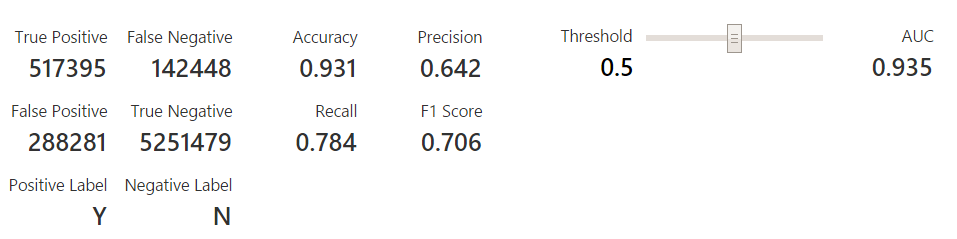 True Positive False Negative Accuracy Precision Threshold AUC
517395 142448 0.931 0.642 0.5 0.935
False Positive True Negative Recall F1 Score
288281 5251479 0.784 0.706
Positive Label Negative Label
Y N